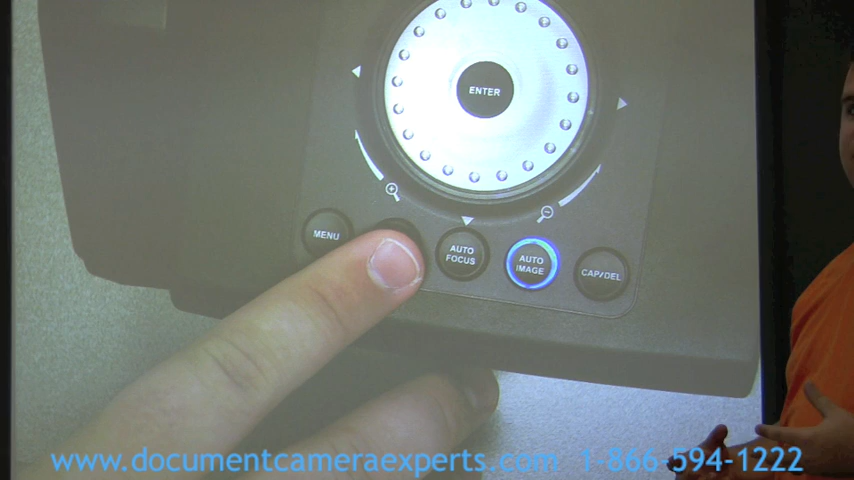 ENTER
MENU
AUTO
FOCUS
AUTO
IMAGE
CAP/DEL
www.documentcameraexperts.com 1-866-594-1222